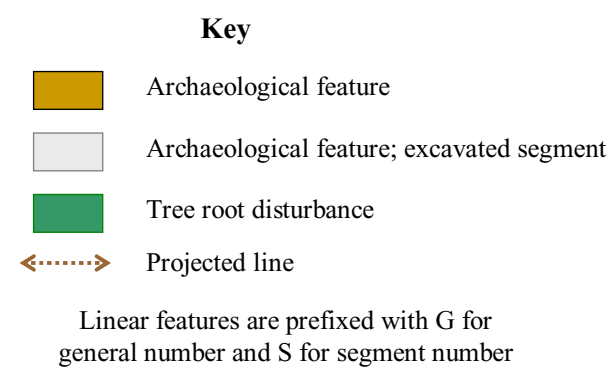 Key
Archaeological feature
Archaeological feature; excavated segment
Tree root disturbance
Projected line
Linear features are prefixed with G for
general number and S for segment number